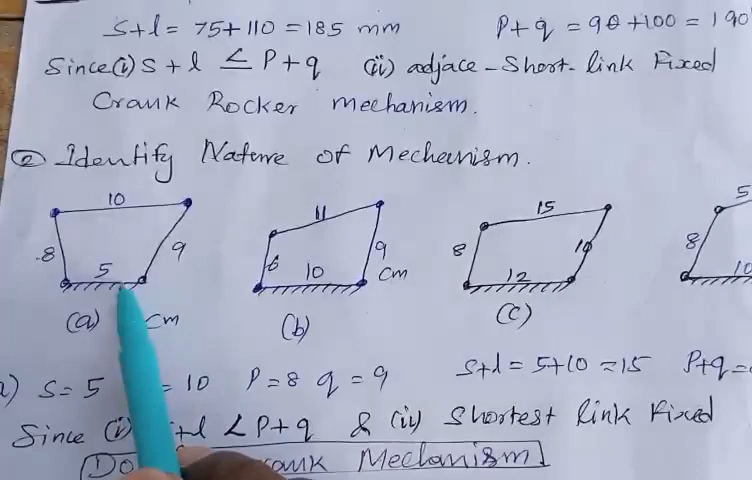 S+l = 75+110 = 185 mm P+q = 90+100 = 190
Since (i) S + l ≤ P+q (ii) adjace-Short-link Fixed
Crank Rocker mechanism.
② Identify Nature of Mechanism.
10 11 15 5
8 9 6 9 8 10 8
5 10 cm 12 10
(a) cm (b) (c)
a) S = 5 = 10 P = 8 q = 9 S+l = 5+10 = 15 P+q =
Since (i) +l < P+q & (ii) Shortest link Fixed
Mechanism